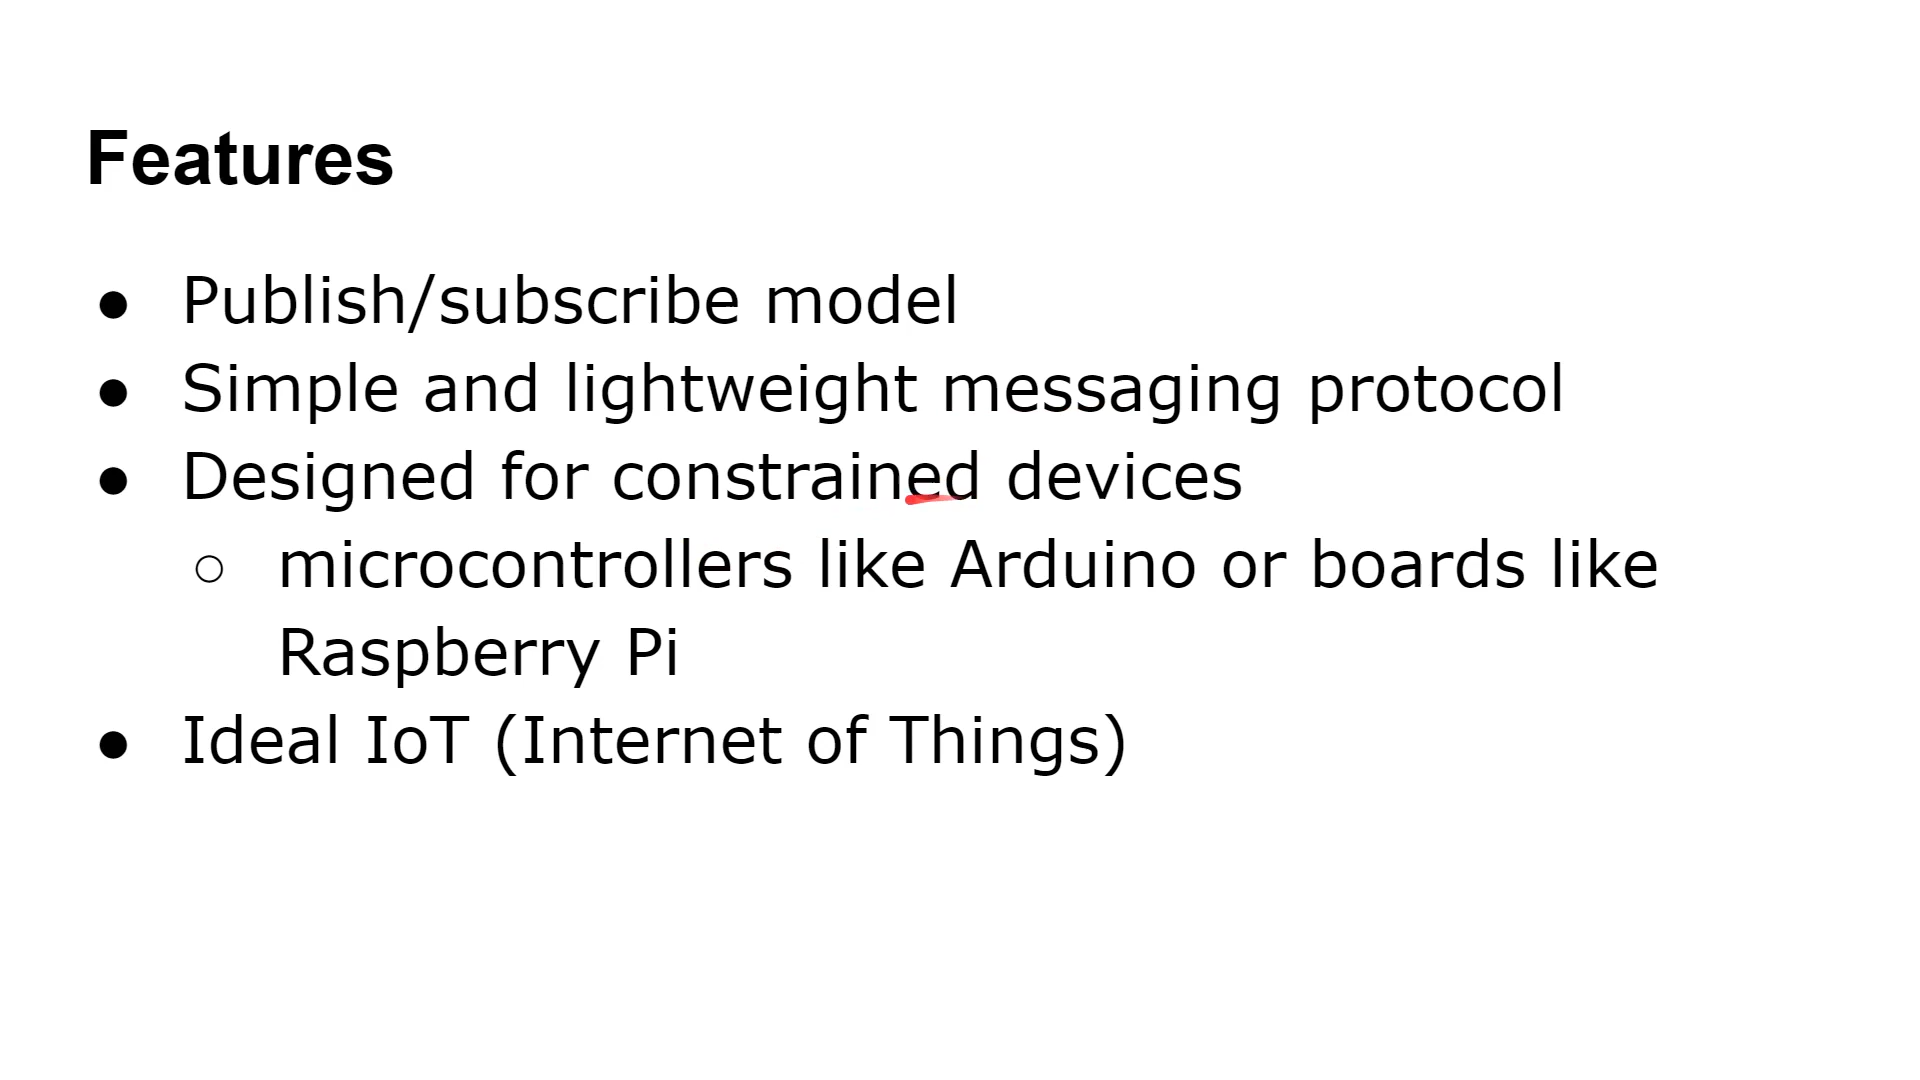 Features
● Publish/subscribe model
● Simple and lightweight messaging protocol
● Designed for constrained devices
○ microcontrollers like Arduino or boards like
Raspberry Pi
● Ideal IoT (Internet of Things)